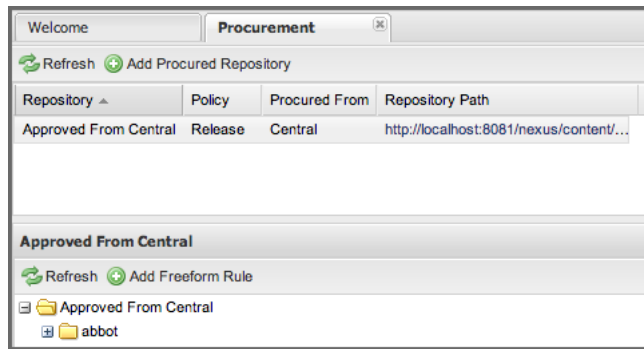 Welcome Procurement
Refresh Add Procured Repository
Repository Policy Procured From Repository Path
Approved From Central Release Central http://localhost:8081/nexus/content/...
Approved From Central
Refresh Add Freeform Rule
Approved From Central
abbot